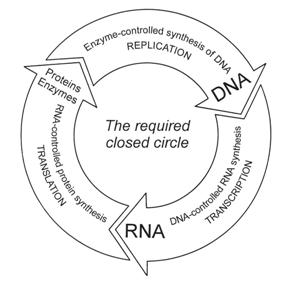 Enzyme-controlled synthesis of DNA
REPLICATION
DNA
DNA-controlled RNA synthesis
TRANSCRIPTION
RNA
RNA-controlled protein synthesis
TRANSLATION
Proteins
Enzymes
The required
closed circle